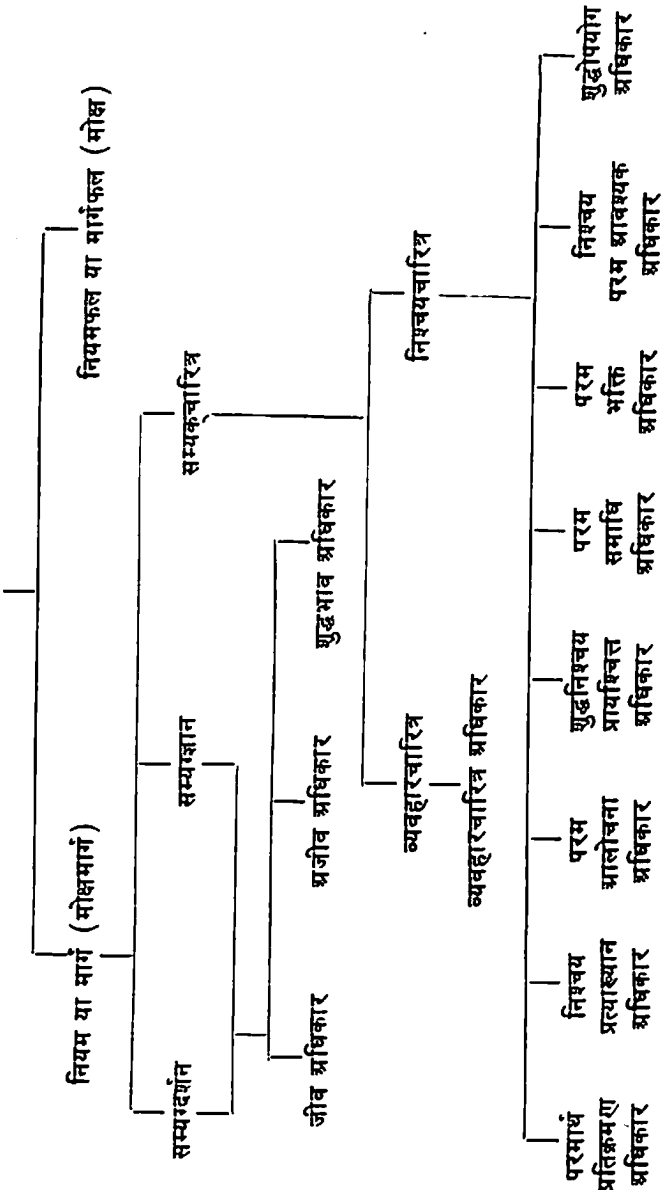 नियम या मार्ग (मोक्षमार्ग)
नियमफल या मार्गफल (मोक्ष)
सम्यग्दर्शन
सम्यग्ज्ञान
सम्यक्चारित्र
जीव अधिकार
अजीव अधिकार
शुद्धभाव अधिकार
व्यवहारचारित्र
निश्चयचारित्र
व्यवहारचारित्र अधिकार
परमार्थ
प्रतिक्रमण
अधिकार
निश्चय
प्रत्याख्यान
अधिकार
परम
आलोचना
अधिकार
शुद्धनिश्चय
प्रायश्चित्त
अधिकार
परम
समाधि
अधिकार
परम
भक्ति
अधिकार
निश्चय
परम आवश्यक
अधिकार
शुद्धोपयोग
अधिकार